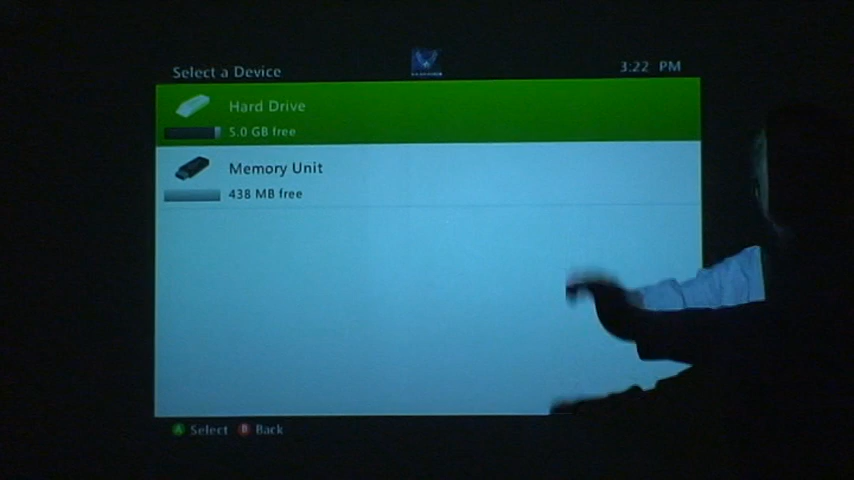 Select a Device
3:22 PM
Hard Drive
5.0 GB free
Memory Unit
438 MB free
A Select B Back